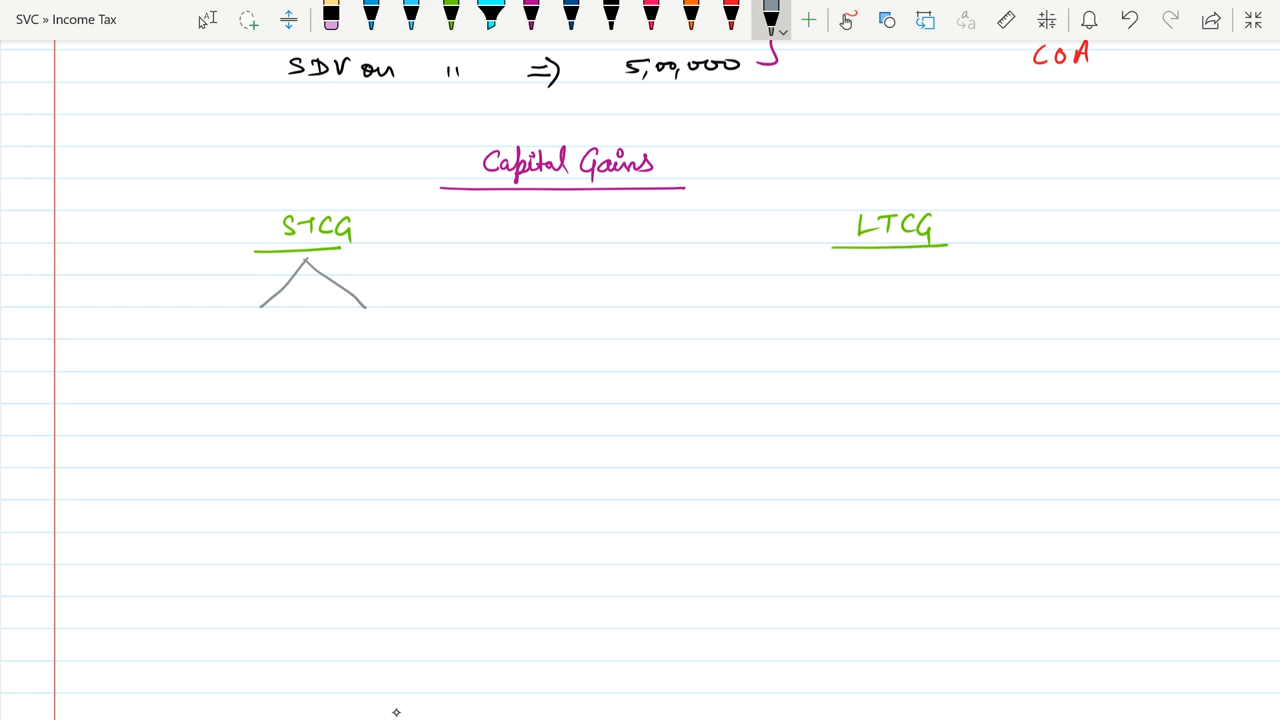 SVC » Income Tax
SDV on " => 5,00,000
COA
Capital Gains
STCG LTCG